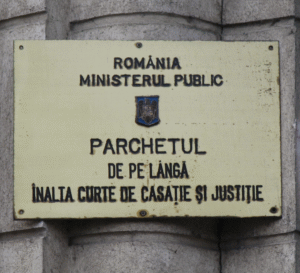 ROMÂNIA
MINISTERUL PUBLIC
PARCHETUL
DE PE LÂNGĂ
ÎNALTA CURTE DE CASAȚIE ȘI JUSTIȚIE